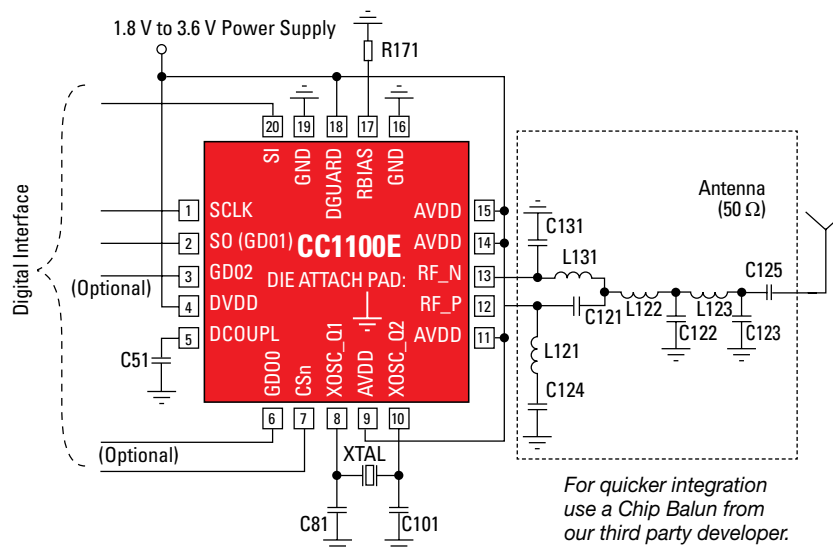 1.8 V to 3.6 V Power Supply
R171
20
19
18
17
16
SI
GND
DGUARD
RBIAS
GND
Digital Interface
1
SCLK
2
SO (GD01)
3
GD02
(Optional)
4
DVDD
5
DCOUPL
C51
CC1100E
DIE ATTACH PAD:
AVDD
15
AVDD
14
RF_N
13
RF_P
12
AVDD
11
GDO0
CSn
XOSC_Q1
AVDD
XOSC_Q2
6
7
8
9
10
(Optional)
XTAL
C81
C101
Antenna
(50 Ω)
C131
L131
C125
C121
L122
L123
C122
C123
L121
C124
For quicker integration
use a Chip Balun from
our third party developer.